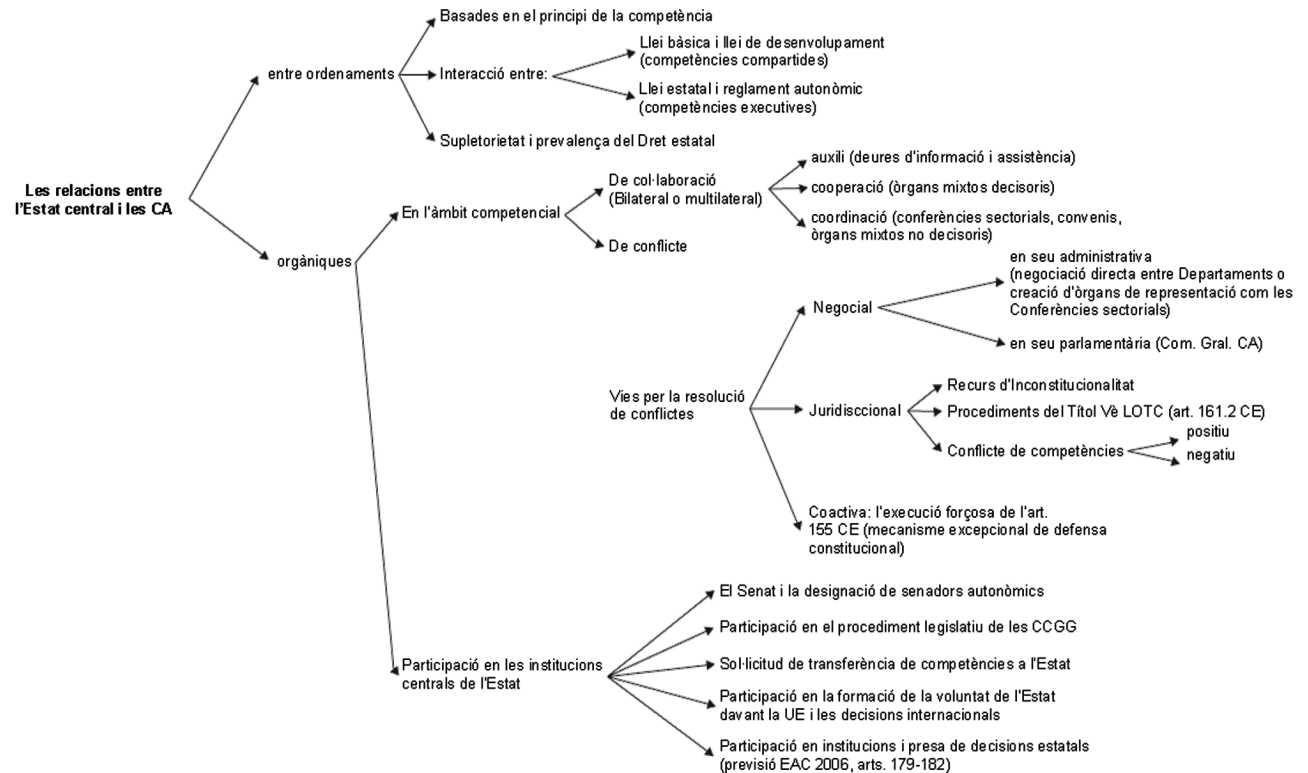 Les relacions entre
l'Estat central i les CA
entre ordenaments
Basades en el principi de la competència
Interacció entre:
Llei bàsica i llei de desenvolupament
(competències compartides)
Llei estatal i reglament autonòmic
(competències executives)
Supletorietat i prevalença del Dret estatal
orgàniques
En l'àmbit competencial
De col·laboració
(Bilateral o multilateral)
auxili (deures d'informació i assistència)
cooperació (òrgans mixtos decisoris)
coordinació (conferències sectorials, convenis,
òrgans mixtos no decisoris)
De conflicte
Vies per la resolució
de conflictes
Negocial
en seu administrativa
(negociació directa entre Departaments o
creació d'òrgans de representació com les
Conferències sectorials)
en seu parlamentària (Com. Gral. CA)
Juridisccional
Recurs d'Inconstitucionalitat
Procediments del Títol Vè LOTC (art. 161.2 CE)
Conflicte de competències
positiu
negatiu
Coactiva: l'execució forçosa de l'art.
155 CE (mecanisme excepcional de defensa
constitucional)
Participació en les institucions
centrals de l'Estat
El Senat i la designació de senadors autonòmics
Participació en el procediment legislatiu de les CCGG
Sol·licitud de transferència de competències a l'Estat
Participació en la formació de la voluntat de l'Estat
davant la UE i les decisions internacionals
Participació en institucions i presa de decisions estatals
(previsió EAC 2006, arts. 179-182)